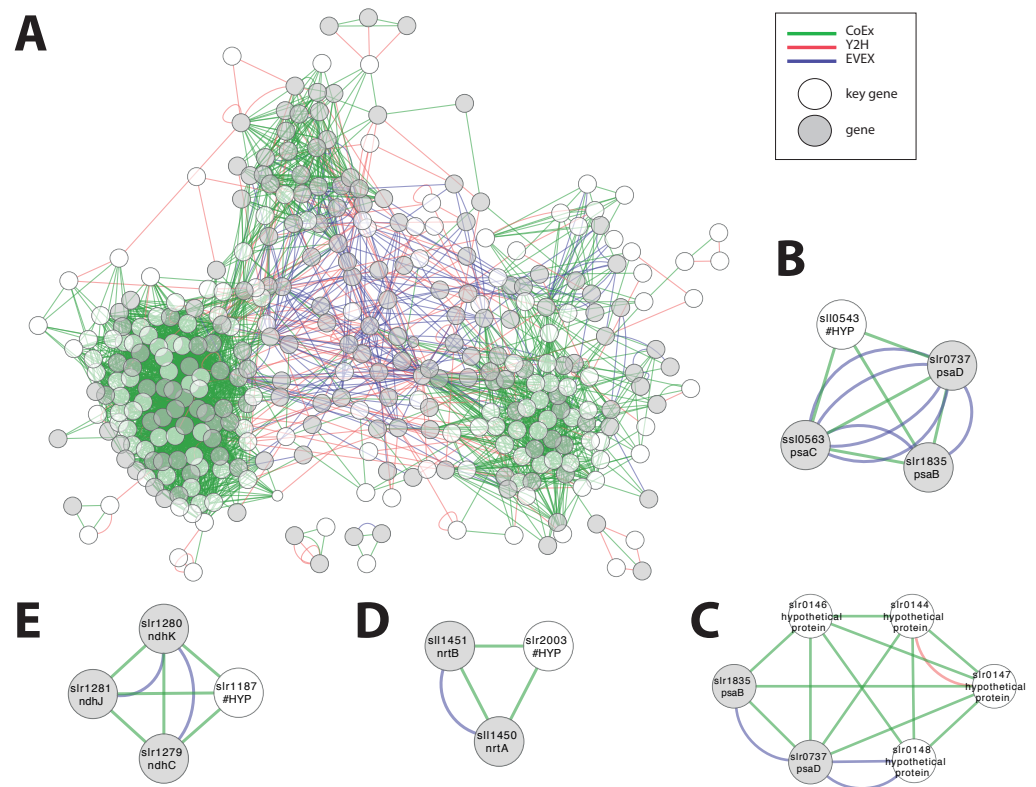 A
CoEx
Y2H
EVEX
key gene
gene
B
sll0543
#HYP
slr0737
psaD
ssl0563
psaC
slr1835
psaB
E
slr1280
ndhK
slr1281
ndhJ
slr1187
#HYP
slr1279
ndhC
D
sll1451
nrtB
slr2003
#HYP
sll1450
nrtA
C
slr0146
hypothetical
protein
slr0144
hypothetical
protein
slr1835
psaB
slr0147
hypothetical
protein
slr0737
psaD
slr0148
hypothetical
protein